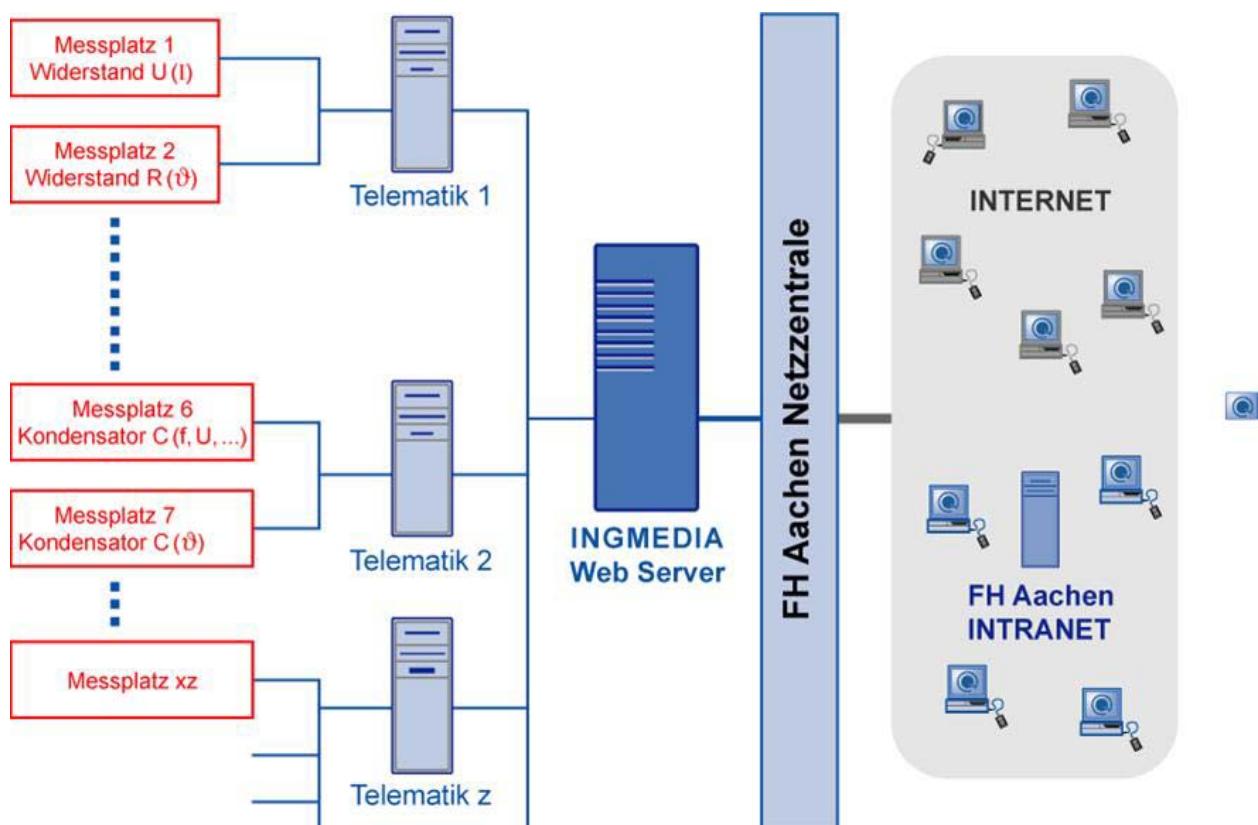 Messplatz 1
Widerstand U (I)
Messplatz 2
Widerstand R (ϑ)
Telematik 1
Messplatz 6
Kondensator C (f, U, ...)
Messplatz 7
Kondensator C (ϑ)
Telematik 2
Messplatz xz
Telematik z
INGMEDIA
Web Server
FH Aachen Netzzentrale
INTERNET
FH Aachen
INTRANET